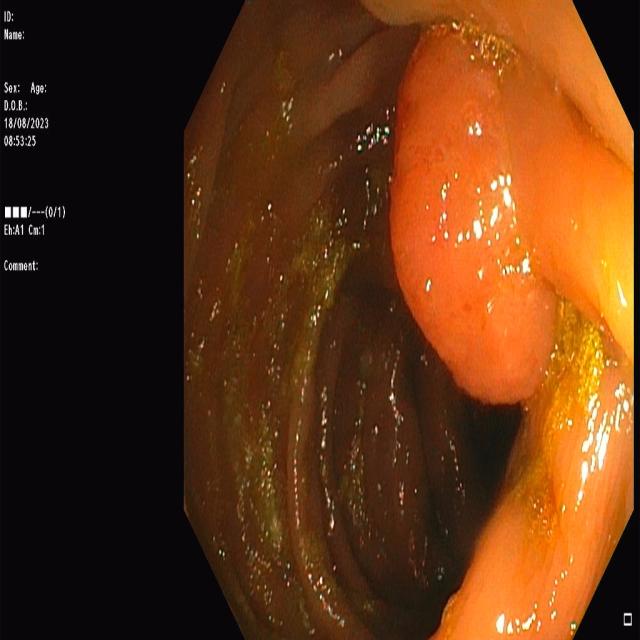 ID:
Name:
Sex: Age:
D.O.B.:
18/08/2023
08:53:25
■■■/---(0/1)
Eh:A1 Cm:1
Comment: